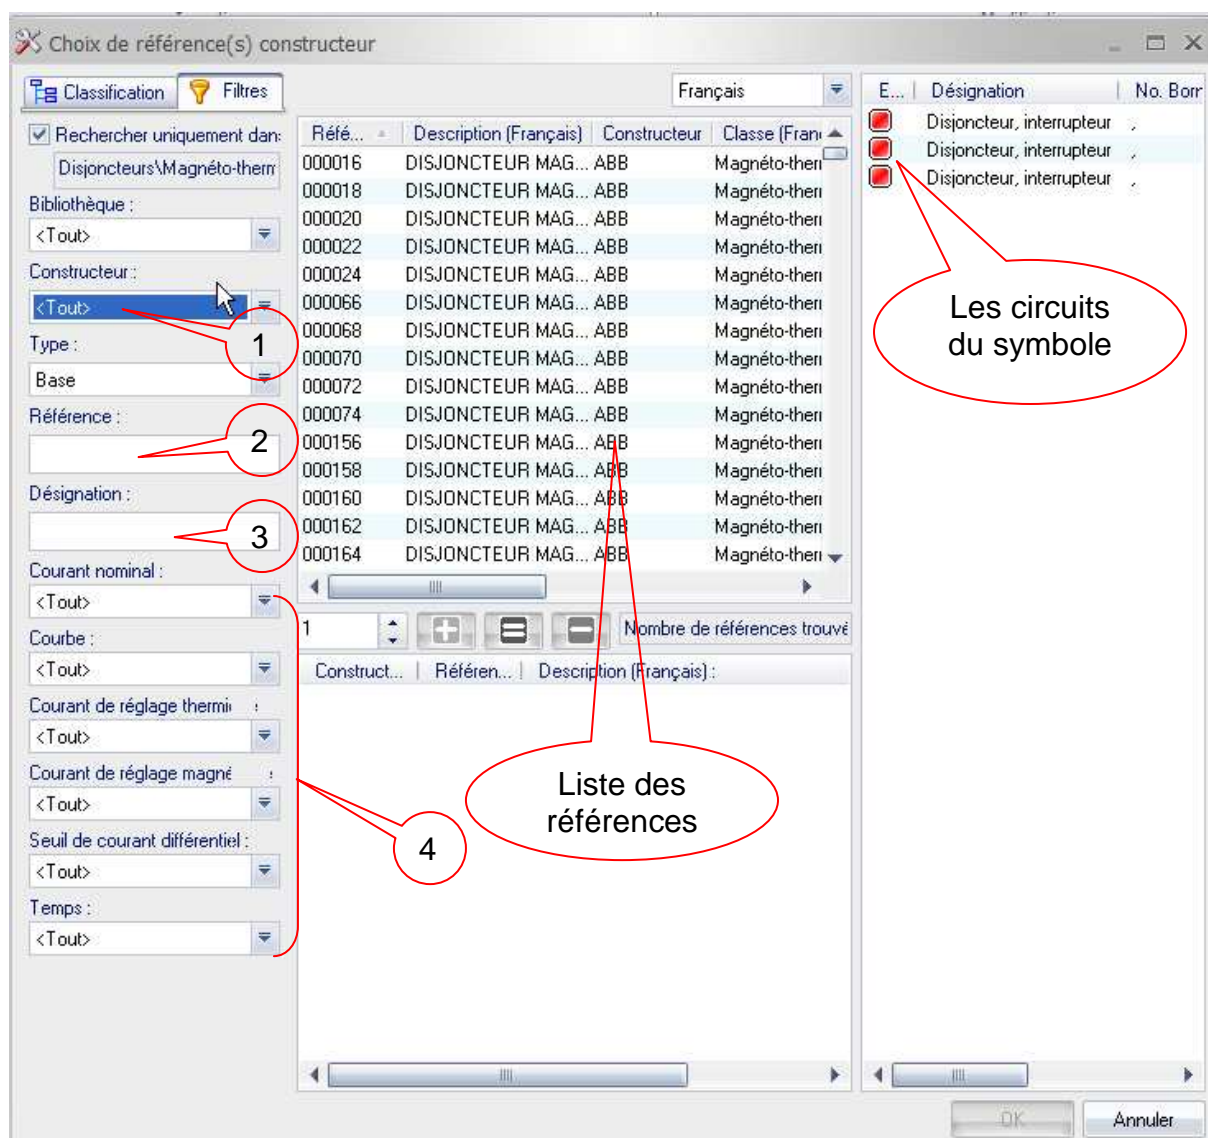 Choix de référence(s) constructeur
Classification
Filtres
Français
E...
Désignation
No. Borr
Rechercher uniquement dan:
Disjoncteurs\Magnéto-therm
Bibliothèque :
<Tout>
Constructeur :
<Tout>
Type :
Base
Référence :
Désignation :
Courant nominal :
<Tout>
Courbe :
<Tout>
Courant de réglage thermi
<Tout>
Courant de réglage magné
<Tout>
Seuil de courant différentiel :
<Tout>
Temps :
<Tout>
1
2
3
4
Réfé... Description (Français) Constructeur Classe (Fran
000016 DISJONCTEUR MAG... ABB Magnéto-ther
000018 DISJONCTEUR MAG... ABB Magnéto-ther
000020 DISJONCTEUR MAG... ABB Magnéto-ther
000022 DISJONCTEUR MAG... ABB Magnéto-ther
000024 DISJONCTEUR MAG... ABB Magnéto-ther
000066 DISJONCTEUR MAG... ABB Magnéto-ther
000068 DISJONCTEUR MAG... ABB Magnéto-ther
000070 DISJONCTEUR MAG... ABB Magnéto-ther
000072 DISJONCTEUR MAG... ABB Magnéto-ther
000074 DISJONCTEUR MAG... ABB Magnéto-ther
000156 DISJONCTEUR MAG... ABB Magnéto-ther
000158 DISJONCTEUR MAG... ABB Magnéto-ther
000160 DISJONCTEUR MAG... ABB Magnéto-ther
000162 DISJONCTEUR MAG... ABB Magnéto-ther
000164 DISJONCTEUR MAG... ABB Magnéto-ther
1
Nombre de références trouvé
Construct... Référen... Description (Français) :
Liste des
références
Disjoncteur, interrupteur ,
Disjoncteur, interrupteur ,
Disjoncteur, interrupteur ,
Les circuits
du symbole
OK
Annuler